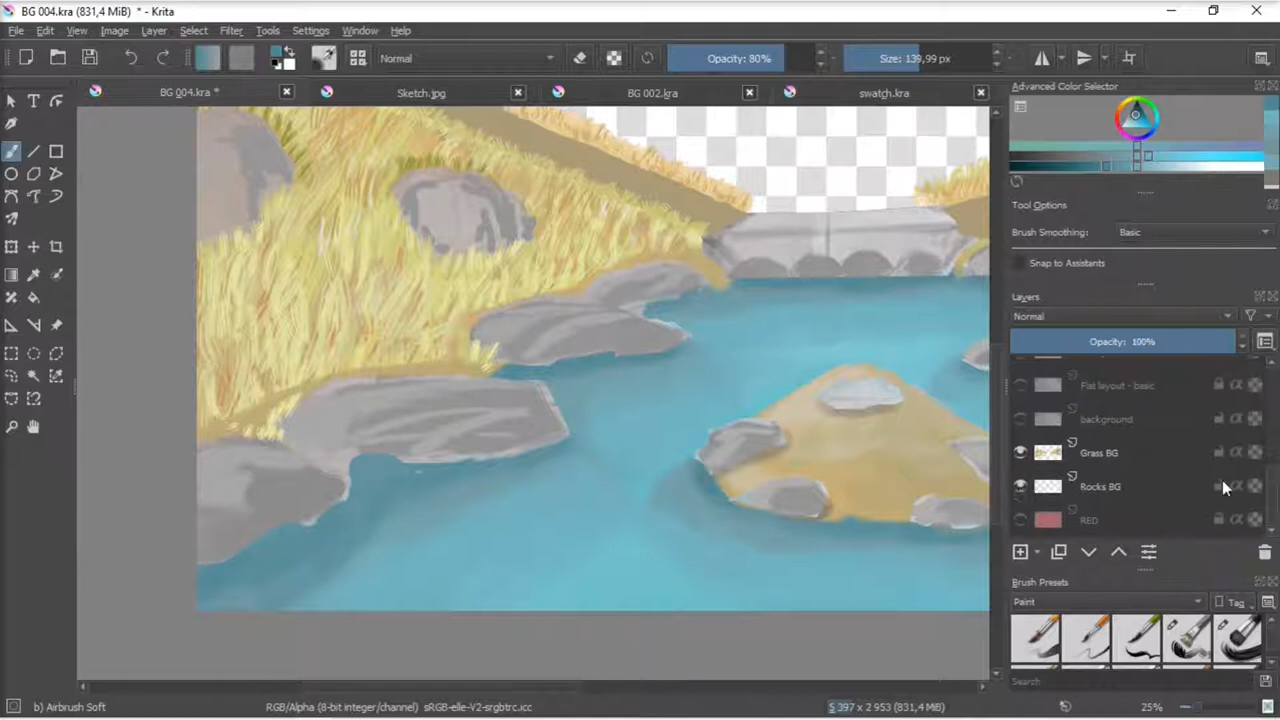 BG 004.kra (831,4 MiB) * - Krita
File Edit View Image Layer Select Filter Tools Settings Window Help
Normal
Opacity: 80%
Size: 139,99 px
BG 004.kra *
Sketch.jpg
BG 002.kra
swatch.kra
Advanced Color Selector
Tool Options
Brush Smoothing: Basic
Snap to Assistants
Layers
Normal
Opacity: 100%
Flat layout - basic
background
Grass BG
Rocks BG
RED
Brush Presets
Paint
Tag
Search
b) Airbrush Soft
RGB/Alpha (8-bit integer/channel) sRGB-elle-V2-srgbtrc.icc
5 397 x 2 953 (831,4 MiB)
25%